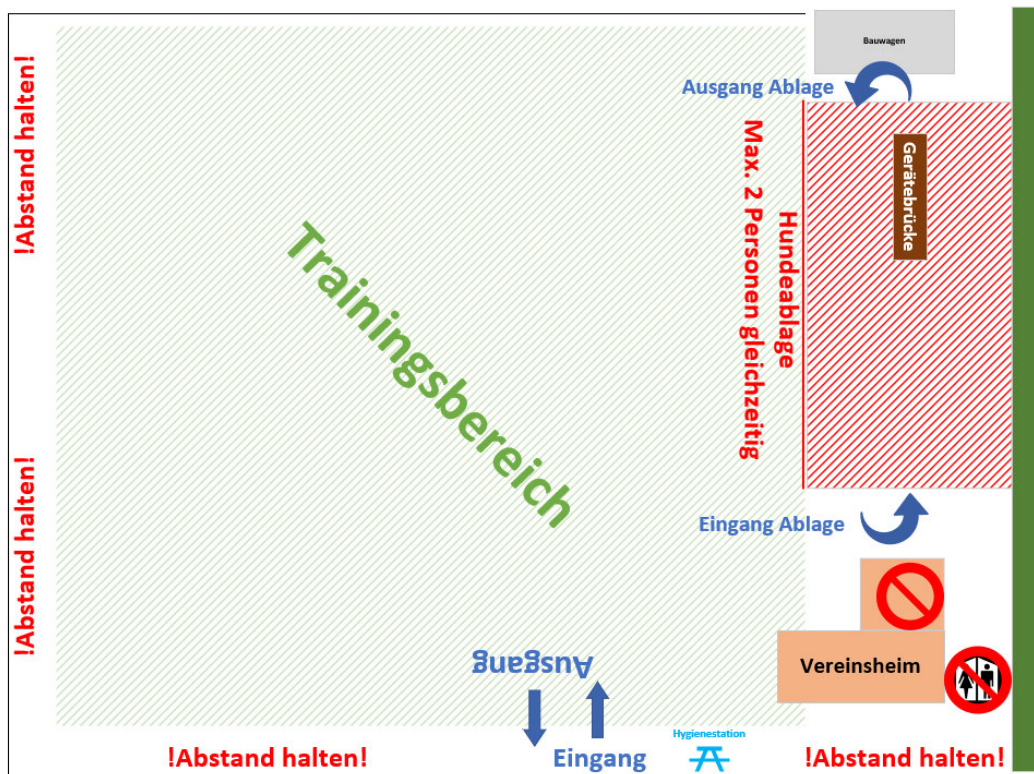 Bauwagen
Ausgang Ablage
!Abstand halten!
Gerätebrücke
Hundeablage
Max. 2 Personen gleichzeitig
Trainingsbereich
!Abstand halten!
Eingang Ablage
Vereinsheim
Ausgang
Eingang
Hygienestation
!Abstand halten!
!Abstand halten!